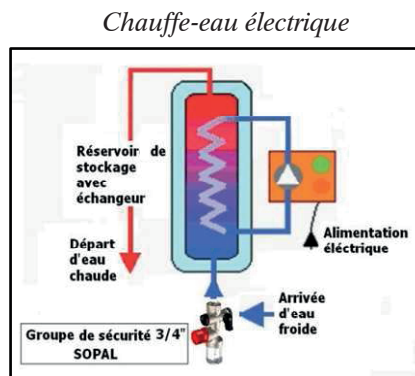 Chauffe-eau électrique
Réservoir de
stockage
avec
échangeur
Départ
d'eau
chaude
Alimentation
éléctrique
Arrivée
d'eau
froide
Groupe de sécurité 3/4"
SOPAL